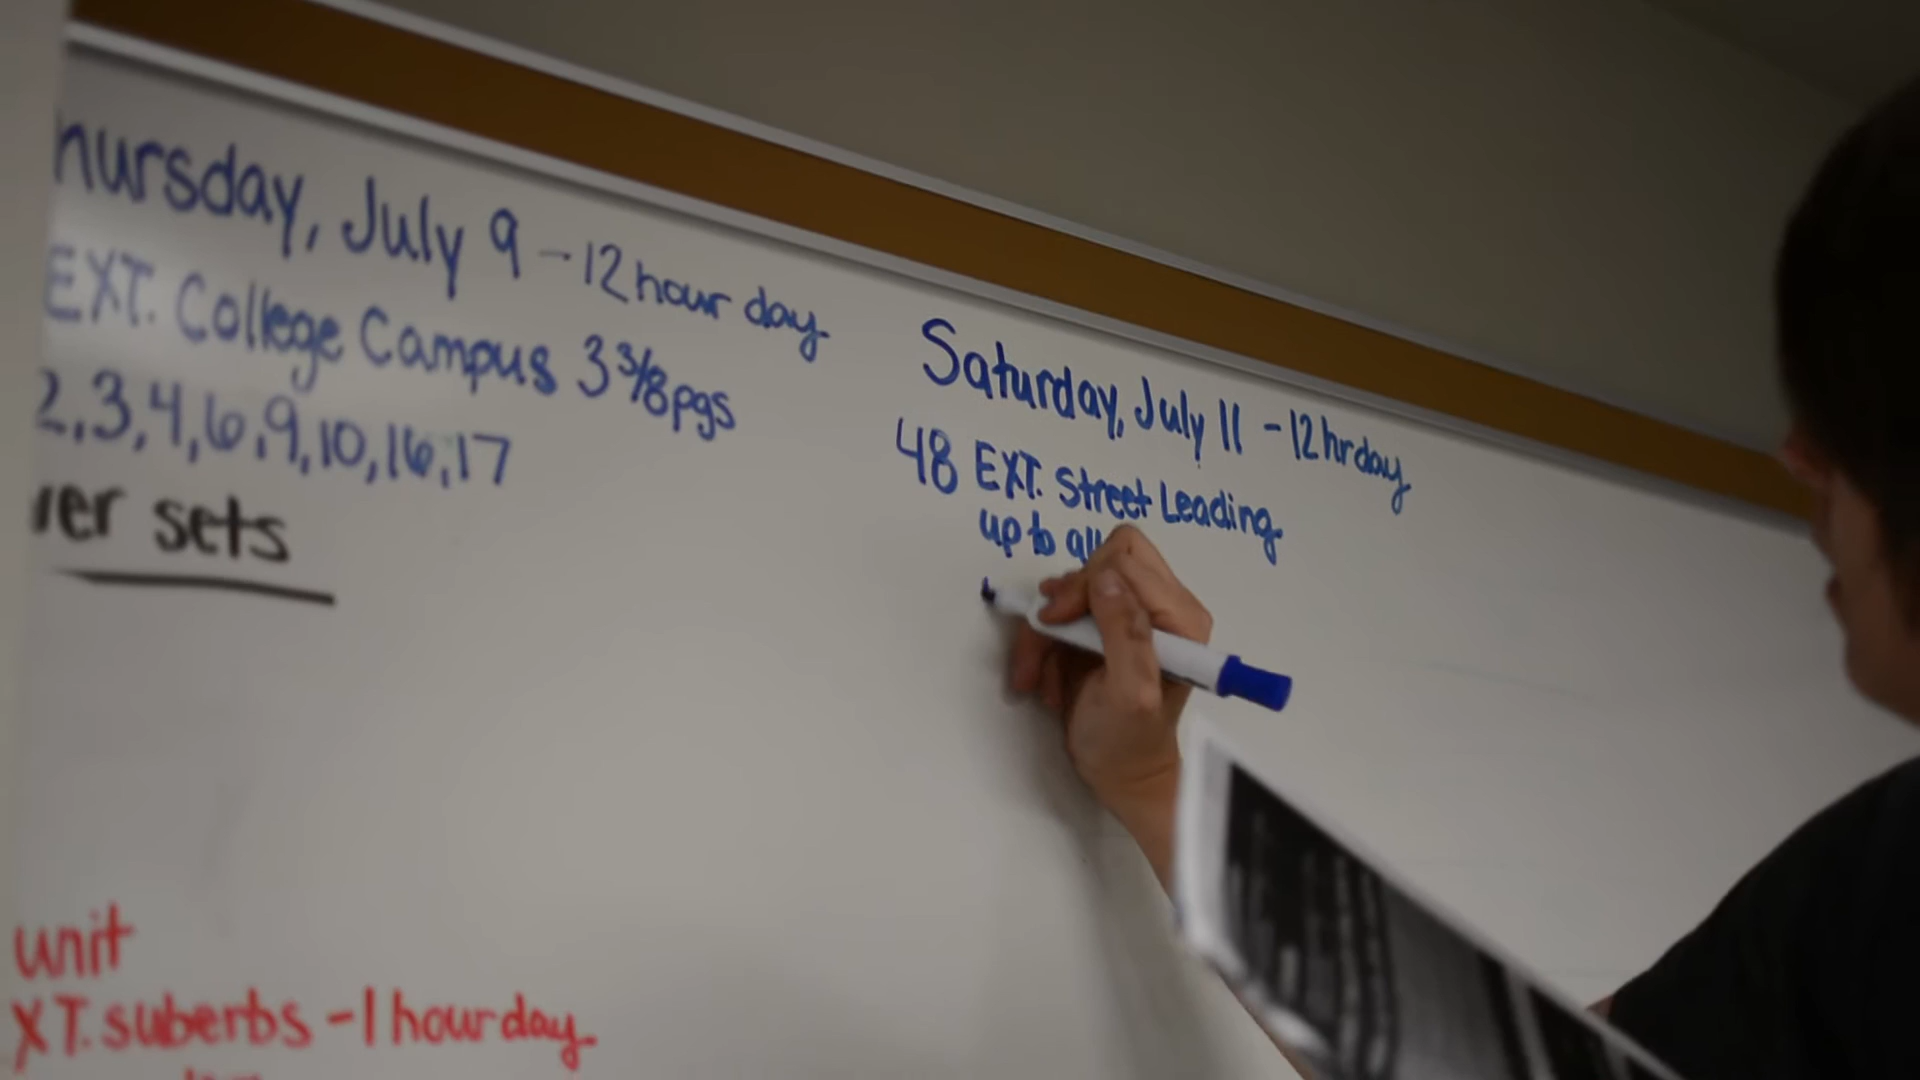 hursday, July 9 - 12 hour day
EXT. College Campus 3 3/8 pgs
2,3,4,6,9,10,16,17
sets
Saturday, July 11 - 12 hr day
48 EXT. Street Leading
up to
unit
XT. suberbs - 1 hour day